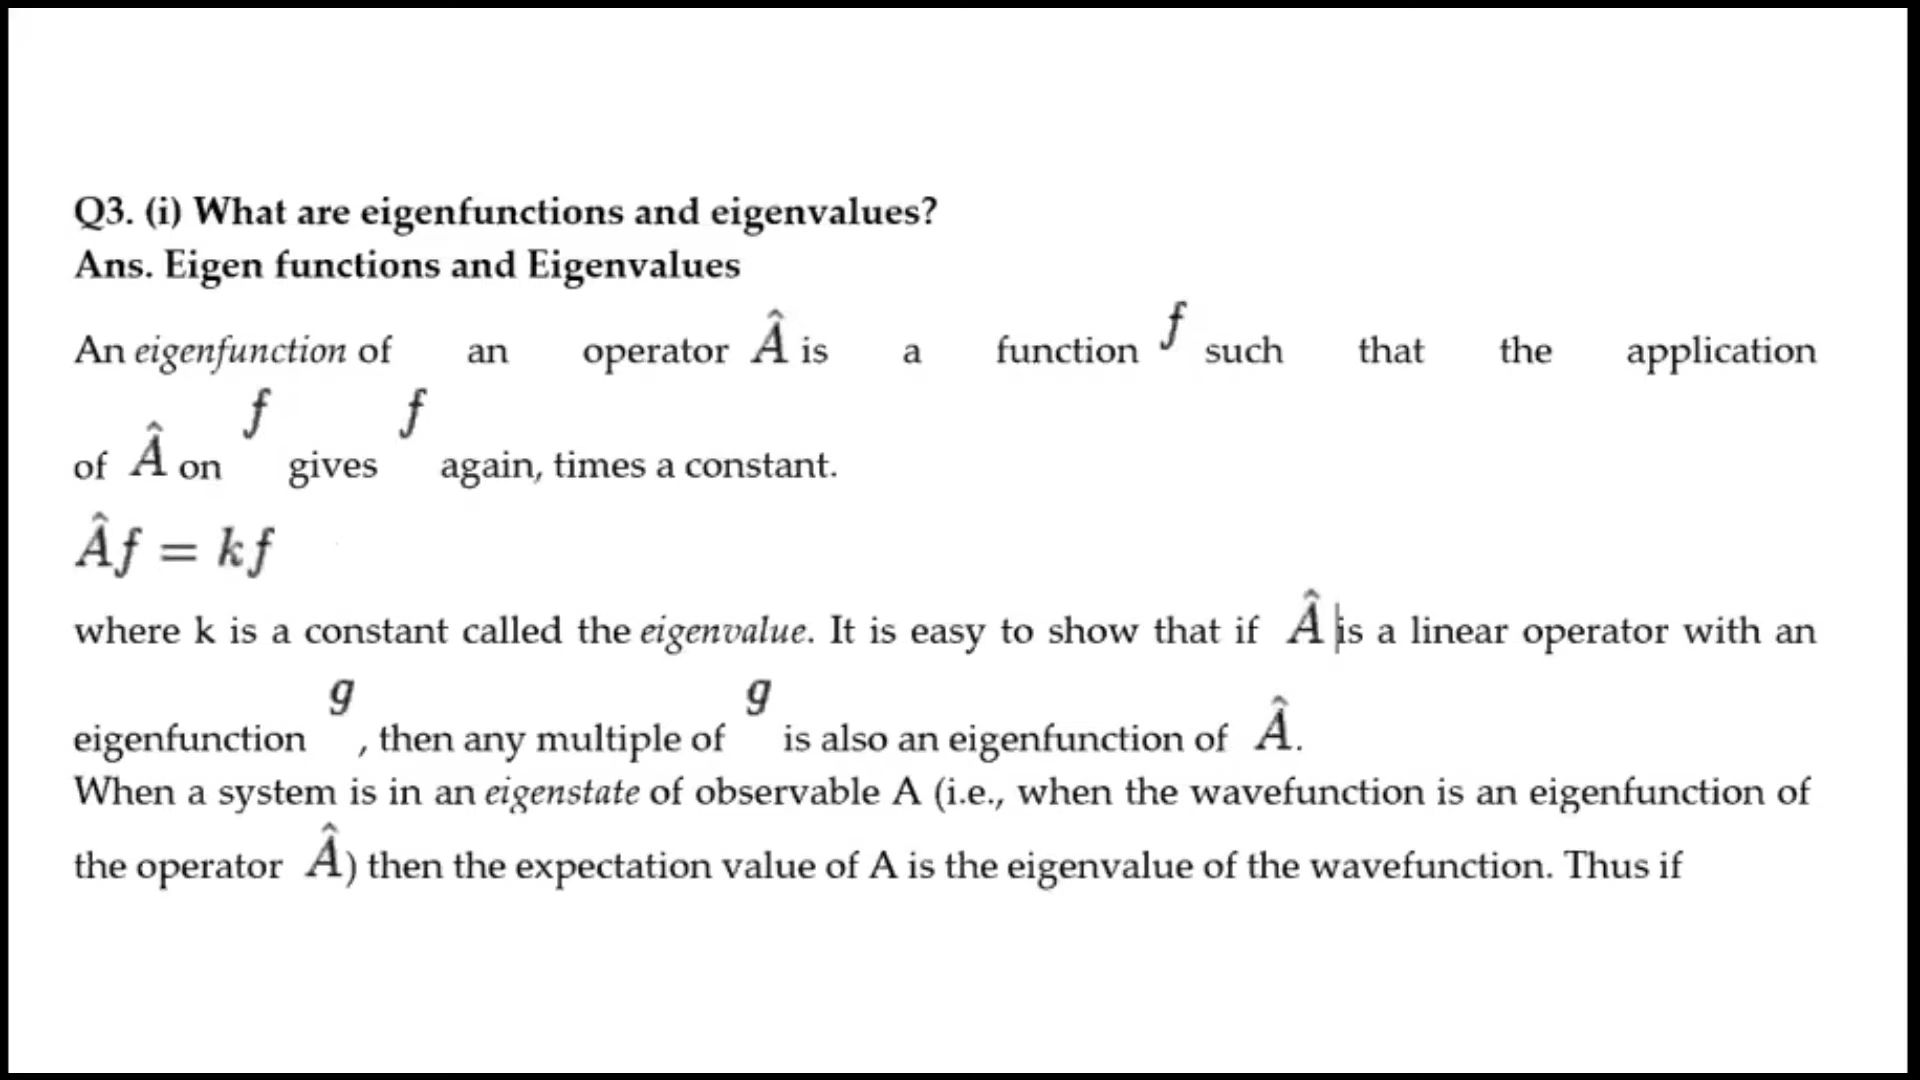 Q3. (i) What are eigenfunctions and eigenvalues?
Ans. Eigen functions and Eigenvalues
An eigenfunction of an operator Â is a function f such that the application
of Â on f gives f again, times a constant.
Âf = kf
where k is a constant called the eigenvalue. It is easy to show that if Â is a linear operator with an
eigenfunction g, then any multiple of g is also an eigenfunction of Â.
When a system is in an eigenstate of observable A (i.e., when the wavefunction is an eigenfunction of
the operator Â) then the expectation value of A is the eigenvalue of the wavefunction. Thus if